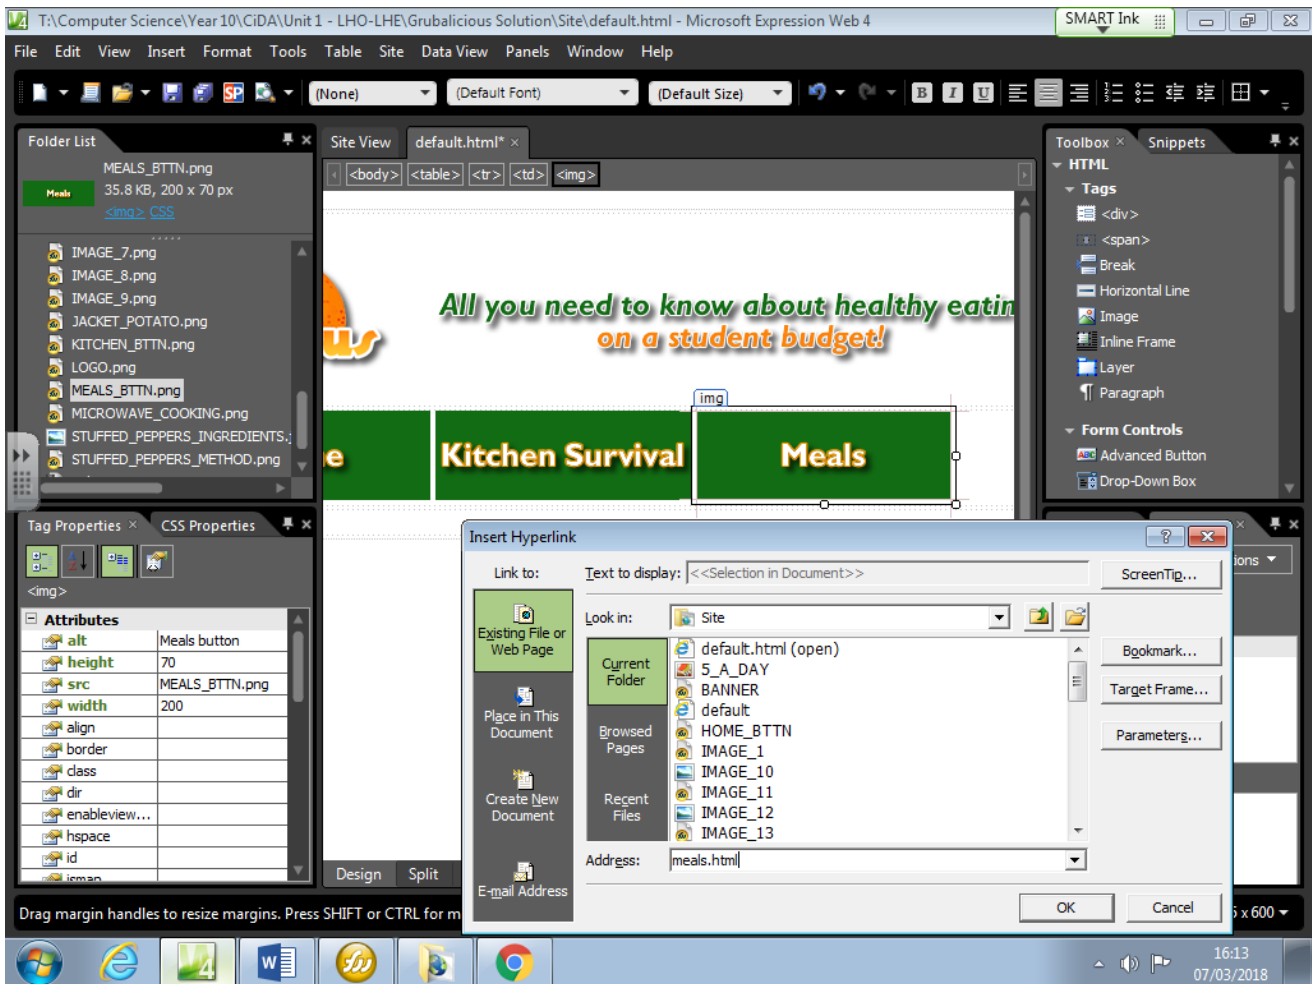 T:\Computer Science\Year 10\CiDA\Unit 1 - LHO-LHE\Grubalicious Solution\Site\default.html - Microsoft Expression Web 4
SMART Ink
File Edit View Insert Format Tools Table Site Data View Panels Window Help
SP (None) (Default Font) (Default Size) B I U
Folder List
MEALS_BTTN.png
Meals
35.8 KB, 200 x 70 px
<img> CSS
IMAGE_7.png
IMAGE_8.png
IMAGE_9.png
JACKET_POTATO.png
KITCHEN_BTTN.png
LOGO.png
MEALS_BTTN.png
MICROWAVE_COOKING.png
STUFFED_PEPPERS_INGREDIENTS.j
STUFFED_PEPPERS_METHOD.png
Site View default.html*
<body> <table> <tr> <td> <img>
us
All you need to know about healthy eatin
on a student budget!
img
e
Kitchen Survival
Meals
Toolbox Snippets
HTML
Tags
<div>
<span>
Break
Horizontal Line
Image
Inline Frame
Layer
Paragraph
Form Controls
Advanced Button
Drop-Down Box
Tag Properties CSS Properties
<img>
Attributes
alt Meals button
height 70
src MEALS_BTTN.png
width 200
align
border
class
dir
enableview...
hspace
id
ismap
Design Split
Insert Hyperlink
Link to:
Text to display: <<Selection in Document>>
ScreenTip...
Existing File or
Web Page
Place in This
Document
Create New
Document
E-mail Address
Look in: Site
Current
Folder
Browsed
Pages
Recent
Files
default.html (open)
5_A_DAY
BANNER
default
HOME_BTTN
IMAGE_1
IMAGE_10
IMAGE_11
IMAGE_12
IMAGE_13
Bookmark...
Target Frame...
Parameters...
Address: meals.html
OK Cancel
ions
Drag margin handles to resize margins. Press SHIFT or CTRL for m
5 x 600
16:13
07/03/2018